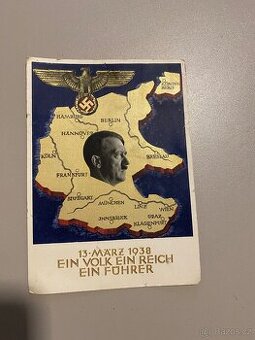 KÖNIGSBERG
HAMBURG
BERLIN
HANNOVER
KÖLN
BRESLAU
FRANKFURT
STUTTGART
MÜNCHEN
LINZ
WIEN
INNSBRUCK
GRAZ
KLAGENFURT
13·MÄRZ 1938
EIN VOLK EIN REICH
EIN FÜHRER